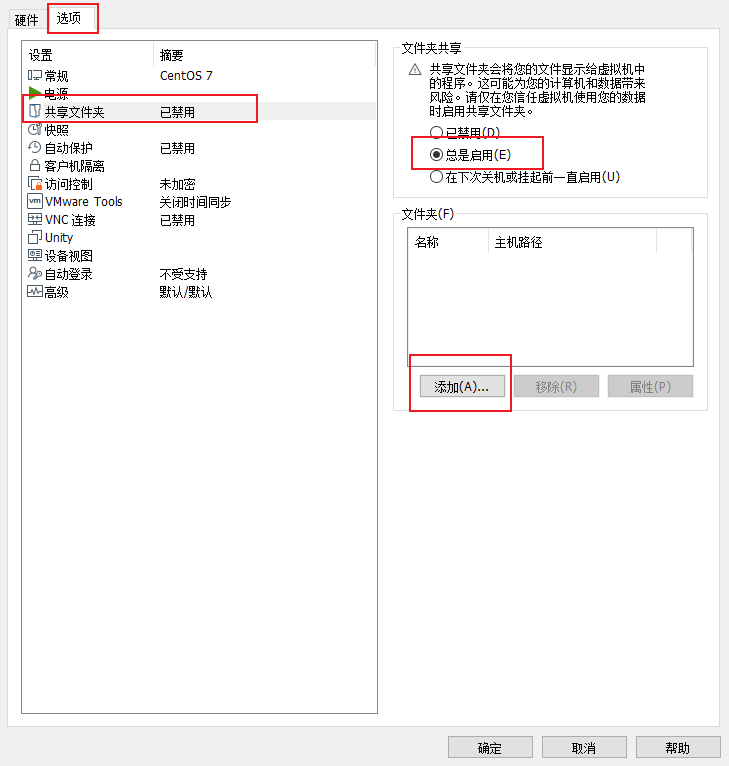 硬件 选项
设置 摘要
常规 CentOS 7
电源
共享文件夹 已禁用
快照
自动保护 已禁用
客户机隔离
访问控制 未加密
VMware Tools 关闭时间同步
VNC 连接 已禁用
Unity
设备视图
自动登录 不受支持
高级 默认/默认
文件夹共享
共享文件夹会将您的文件显示给虚拟机中
的程序。这可能为您的计算机和数据带来
风险。请仅在您信任虚拟机使用您的数据
时启用共享文件夹。
已禁用(D)
总是启用(E)
在下次关机或挂起前一直启用(U)
文件夹(F)
名称 主机路径
添加(A)... 移除(R) 属性(P)
确定 取消 帮助